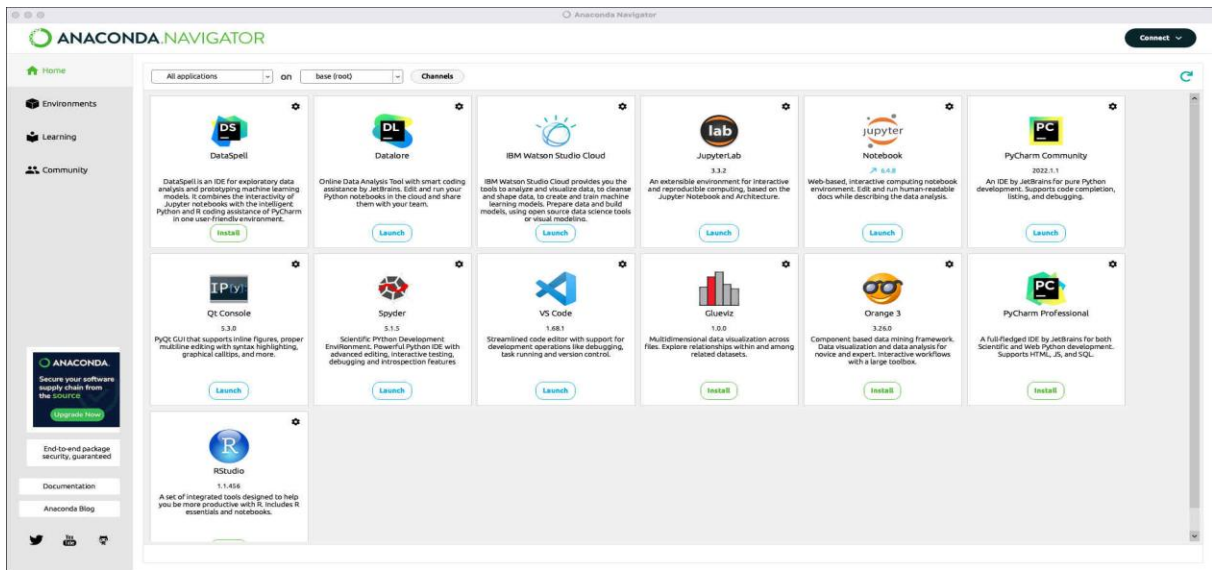 Anaconda Navigator
ANACONDA.NAVIGATOR
Connect
Home
All applications
on
base (root)
Channels
Environments
Learning
Community
DS
DataSpell
DataSpell is an IDE for exploratory data
analysis and prototyping machine learning
models. It combines the interactivity of
Jupyter notebooks with the intelligent
Python and R coding assistance of PyCharm
in one user-friendly environment.
Install
DL
Datalore
Online Data Analysis Tool with smart coding
assistance by JetBrains. Edit and run your
Python notebooks in the cloud and share
them with your team.
Launch
IBM Watson Studio Cloud
IBM Watson Studio Cloud provides you the
tools to analyze and visualize data, to cleanse
and shape data, to create and train machine
learning models. Prepare data and build
models, using open source data science tools
or visual modeling.
Launch
lab
JupyterLab
3.3.2
An extensible environment for interactive
and reproducible computing, based on the
Jupyter Notebook and Architecture.
Launch
jupyter
Notebook
6.4.8
Web-based, interactive computing notebook
environment. Edit and run human-readable
docs while describing the data analysis.
Launch
PC
PyCharm Community
2022.1.1
An IDE by JetBrains for pure Python
development. Supports code completion,
listing, and debugging.
Launch
IP[y]:
Qt Console
5.3.0
PyQt GUI that supports inline figures, proper
multiline editing with syntax highlighting,
graphical calltips, and more.
Launch
Spyder
5.1.5
Scientific PYthon Development
EnviRonment. Powerful Python IDE with
advanced editing, interactive testing,
debugging and introspection features
Launch
VS Code
1.68.1
Streamlined code editor with support for
development operations like debugging,
task running and version control.
Launch
Glueviz
1.0.0
Multidimensional data visualization across
files. Explore relationships within and among
related datasets.
Install
Orange 3
3.26.0
Component based data mining framework.
Data visualization and data analysis for
novice and expert. Interactive workflows
with a large toolbox.
Install
PC
PyCharm Professional
A full-fledged IDE by JetBrains for both
Scientific and Web Python development.
Supports HTML, JS, and SQL.
Install
R
RStudio
1.1.456
A set of integrated tools designed to help
you be more productive with R. Includes R
essentials and notebooks.
ANACONDA.
Secure your software
supply chain from
the source
Upgrade Now
End-to-end package
security, guaranteed
Documentation
Anaconda Blog
You
Tube